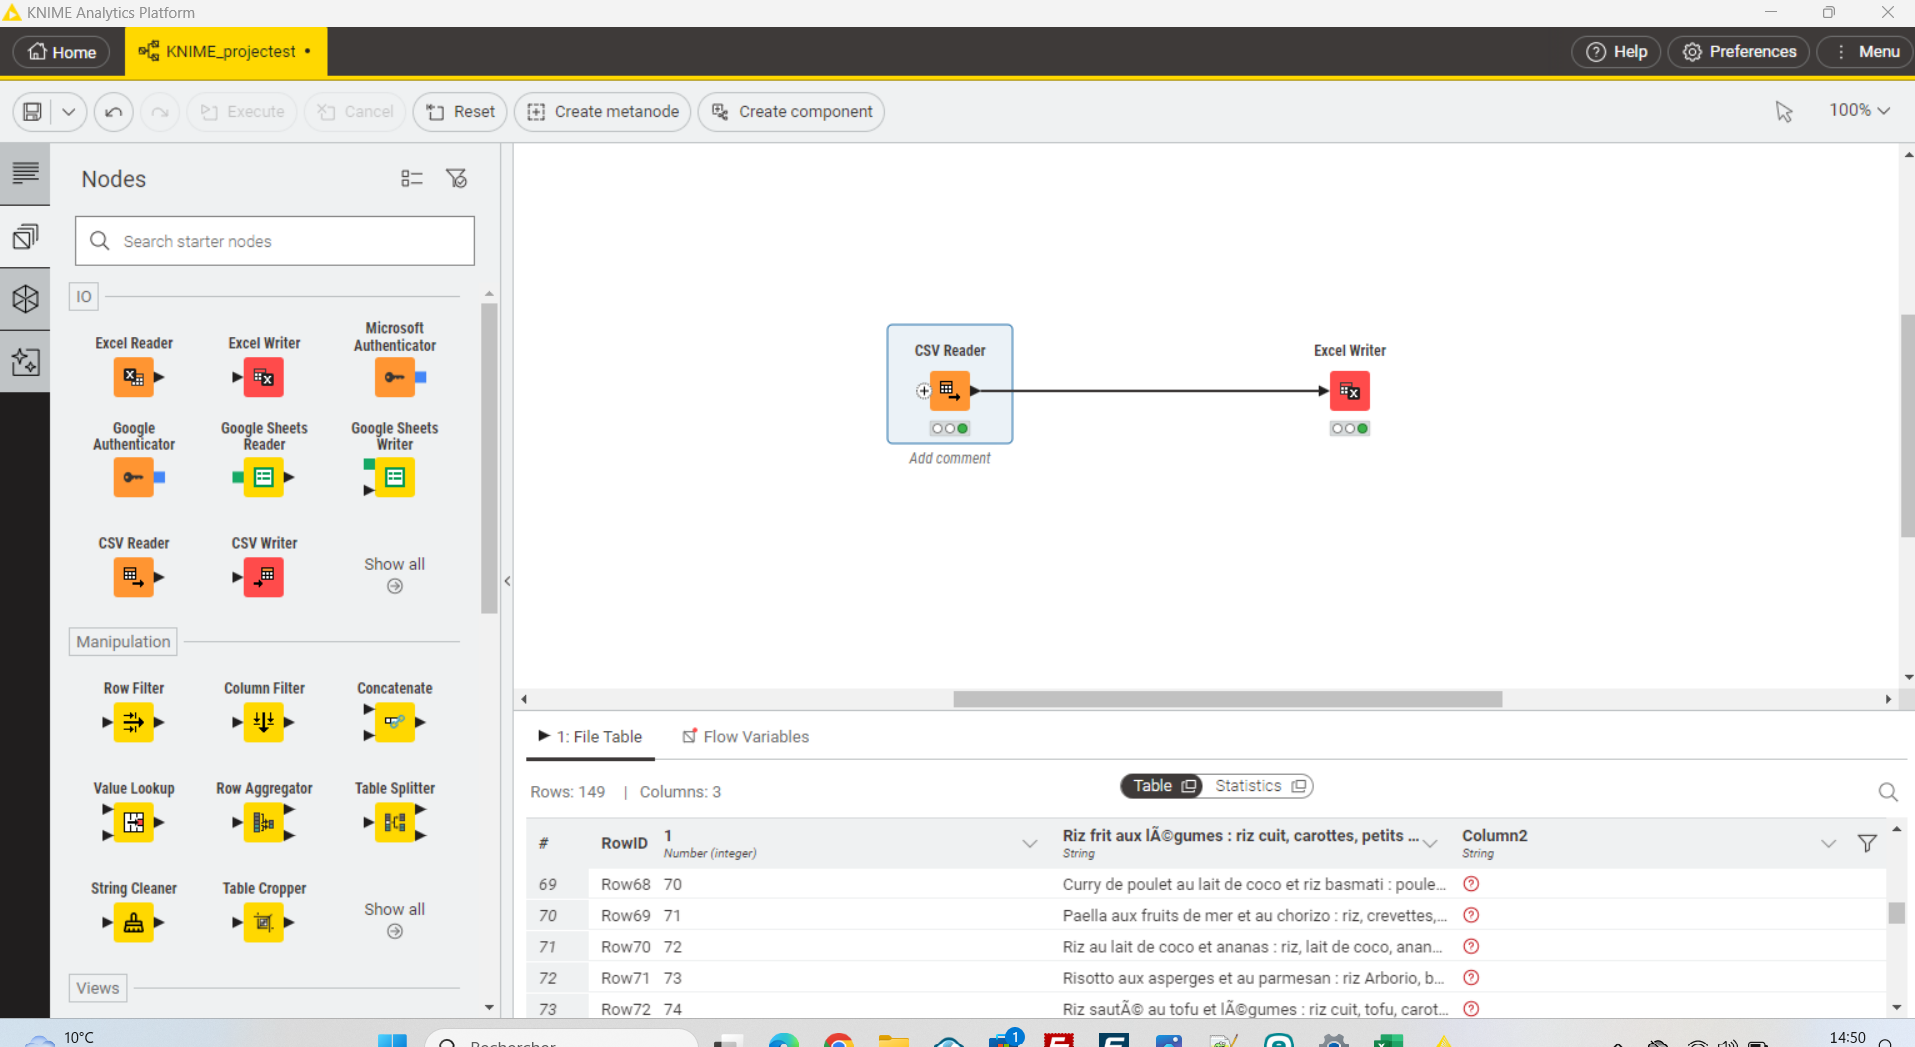 KNIME Analytics Platform
Home
KNIME_projectest •
Help
Preferences
Menu
Execute
Cancel
Reset
Create metanode
Create component
100%
Nodes
Search starter nodes
IO
Excel Reader
Excel Writer
Microsoft Authenticator
Google Authenticator
Google Sheets Reader
Google Sheets Writer
CSV Reader
CSV Writer
Show all
Manipulation
Row Filter
Column Filter
Concatenate
Value Lookup
Row Aggregator
Table Splitter
String Cleaner
Table Cropper
Show all
Views
CSV Reader
Add comment
Excel Writer
1: File Table
Flow Variables
Rows: 149 | Columns: 3
Table
Statistics
# RowID 1 Riz frit aux lÃ©gumes : riz cuit, carottes, petits ... Column2
Number (integer) String String
69 Row68 70 Curry de poulet au lait de coco et riz basmati : poule...
70 Row69 71 Paella aux fruits de mer et au chorizo : riz, crevettes,...
71 Row70 72 Riz au lait de coco et ananas : riz, lait de coco, anan...
72 Row71 73 Risotto aux asperges et au parmesan : riz Arborio, b...
73 Row72 74 Riz sautÃ© au tofu et lÃ©gumes : riz cuit, tofu, carot...
10°C
Rechercher
1
14:50